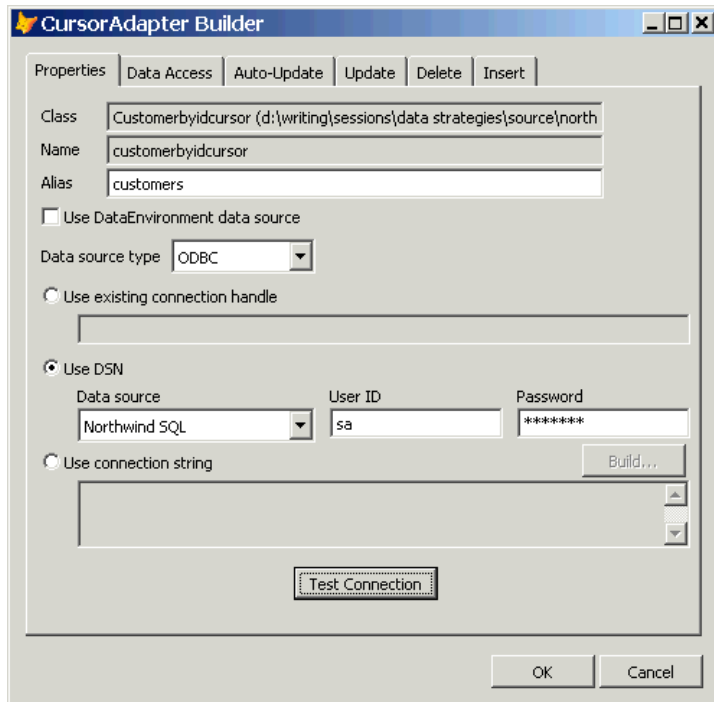 CursorAdapter Builder
Properties Data Access Auto-Update Update Delete Insert
Class Customerbyidcursor (d:\writing\sessions\data strategies\source\north
Name customerbyidcursor
Alias customers
Use DataEnvironment data source
Data source type ODBC
Use existing connection handle
Use DSN
Data source User ID Password
Northwind SQL sa *******
Use connection string Build...
Test Connection
OK Cancel